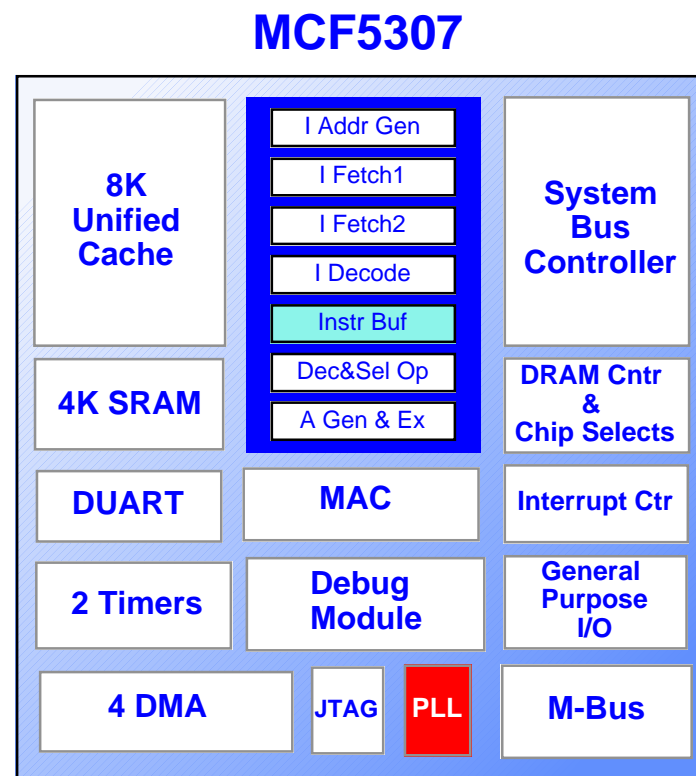 MCF5307
8K
Unified
Cache
I Addr Gen
I Fetch1
I Fetch2
I Decode
Instr Buf
Dec&Sel Op
A Gen & Ex
System
Bus
Controller
4K SRAM
DRAM Cntr
&
Chip Selects
DUART
MAC
Interrupt Ctr
2 Timers
Debug
Module
General
Purpose
I/O
4 DMA
JTAG
PLL
M-Bus